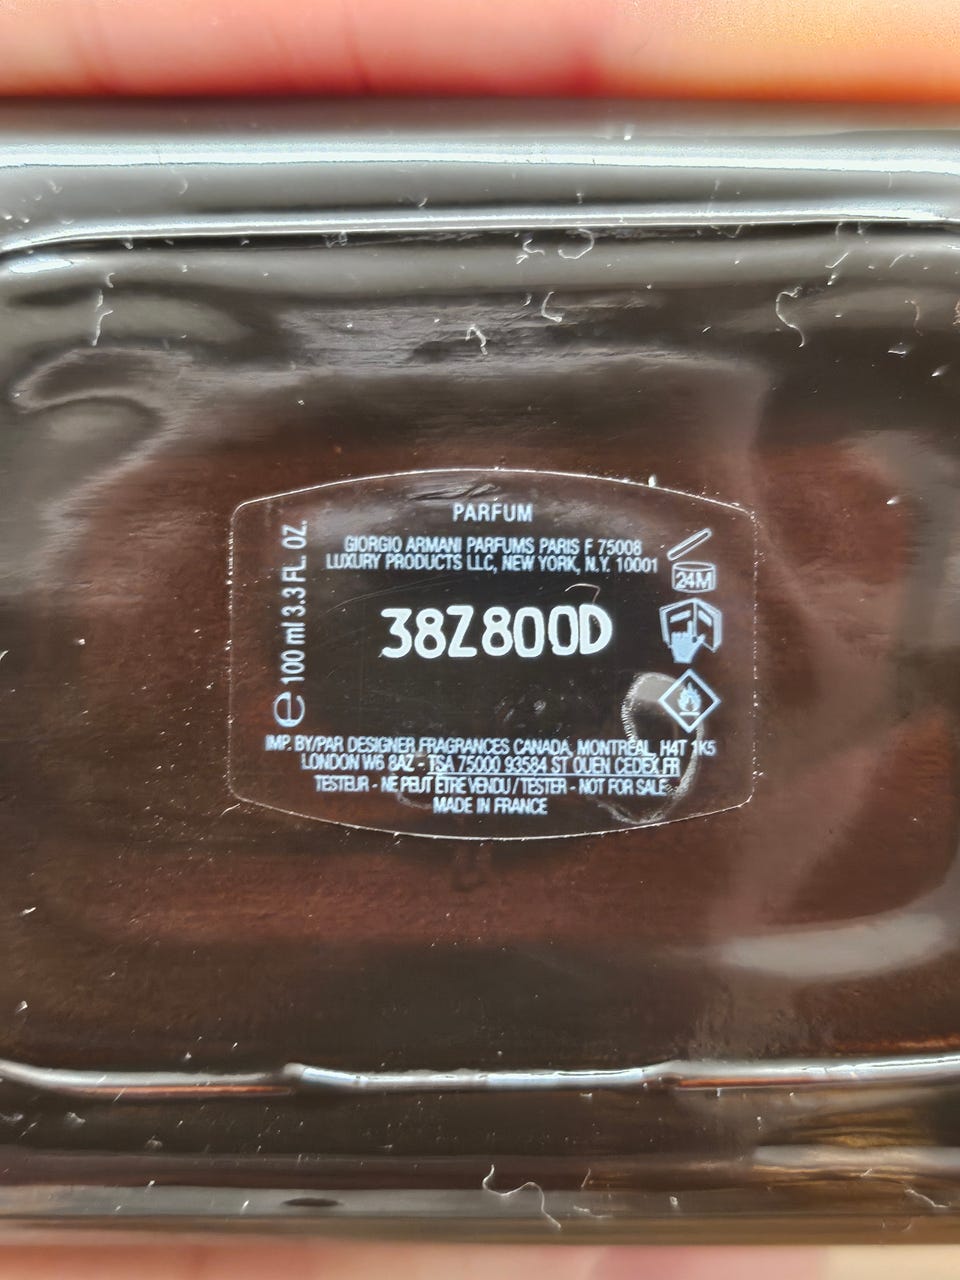 PARFUM
GIORGIO ARMANI PARFUMS PARIS F 75008
LUXURY PRODUCTS LLC, NEW YORK, N.Y. 10001
℮ 100 ml 3.3 FL. OZ.
24M
38Z800D
IMP. BY/PAR DESIGNER FRAGRANCES CANADA, MONTRÉAL, H4T 1K5
LONDON W6 8AZ - TSA 75000 93584 ST OUEN CEDEX FR
TESTEUR - NE PEUT ÊTRE VENDU / TESTER - NOT FOR SALE
MADE IN FRANCE